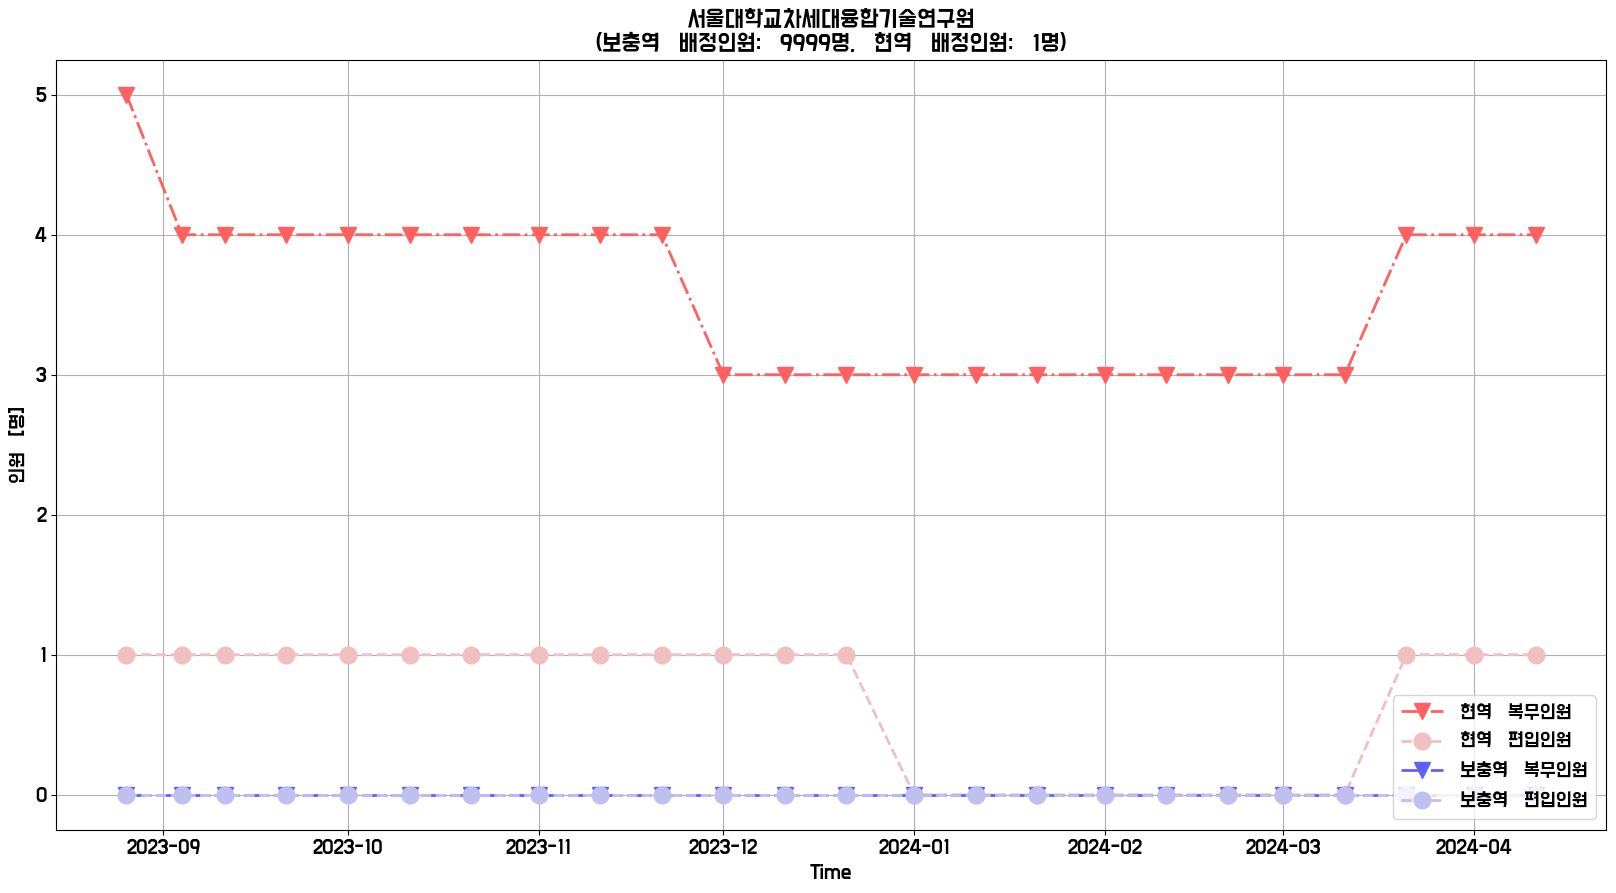 서울대학교차세대융합기술연구원
(보충역 배정인원: 9999명, 현역 배정인원: 1명)
인원 [명]
5
4
3
2
1
0
2023-09 2023-10 2023-11 2023-12 2024-01 2024-02 2024-03 2024-04
Time
현역 복무인원
현역 편입인원
보충역 복무인원
보충역 편입인원